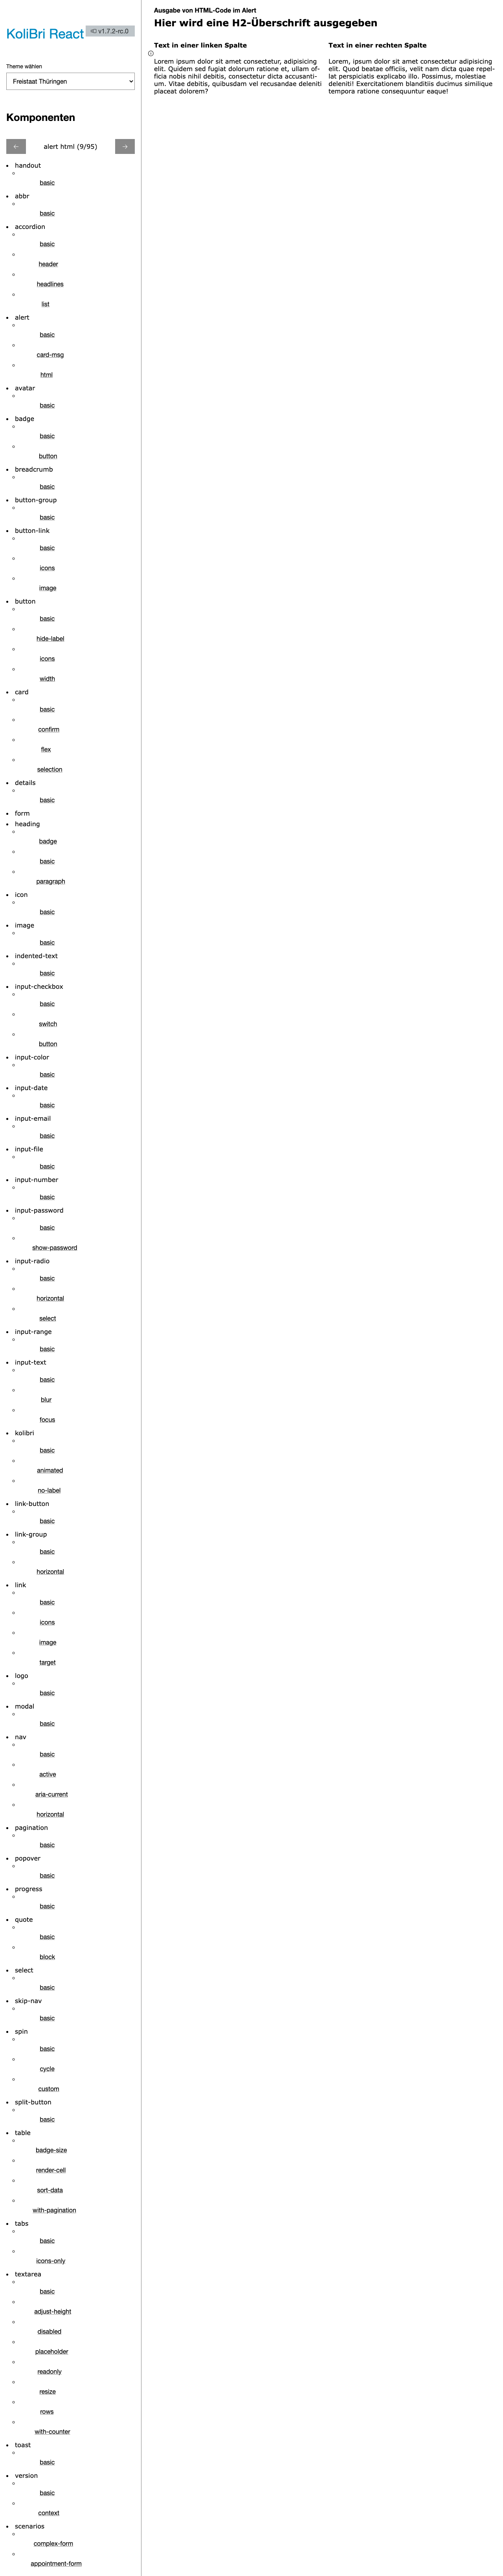 KoliBri React
v1.7.2-rc.0
Theme wählen
Freistaat Thüringen
Komponenten
← alert html (9/95) →
handout
basic
abbr
basic
accordion
basic
header
headlines
list
alert
basic
card-msg
html
avatar
basic
badge
basic
button
breadcrumb
basic
button-group
basic
button-link
basic
icons
image
button
basic
hide-label
icons
width
card
basic
confirm
flex
selection
details
basic
form
heading
badge
basic
paragraph
icon
basic
image
basic
indented-text
basic
input-checkbox
basic
switch
button
input-color
basic
input-date
basic
input-email
basic
input-file
basic
input-number
basic
input-password
basic
show-password
input-radio
basic
horizontal
select
input-range
basic
input-text
basic
blur
focus
kolibri
basic
animated
no-label
link-button
basic
link-group
basic
horizontal
link
basic
icons
image
target
logo
basic
modal
basic
nav
basic
active
aria-current
horizontal
pagination
basic
popover
basic
progress
basic
quote
basic
block
select
basic
skip-nav
basic
spin
basic
cycle
custom
split-button
basic
table
badge-size
render-cell
sort-data
with-pagination
tabs
basic
icons-only
textarea
basic
adjust-height
disabled
placeholder
readonly
resize
rows
with-counter
toast
basic
version
basic
context
scenarios
complex-form
appointment-form
Ausgabe von HTML-Code im Alert
Hier wird eine H2-Überschrift ausgegeben
Text in einer linken Spalte
Lorem ipsum dolor sit amet consectetur, adipisicing
elit. Quidem sed fugiat dolorum ratione et, ullam of-
ficia nobis nihil debitis, consectetur dicta accusanti-
um. Vitae debitis, quibusdam vel recusandae deleniti
placeat dolorem?
Text in einer rechten Spalte
Lorem, ipsum dolor sit amet consectetur adipisicing
elit. Quod beatae officiis, velit nam dicta quae repel-
lat perspiciatis explicabo illo. Possimus, molestiae
deleniti! Exercitationem blanditiis ducimus similique
tempora ratione consequuntur eaque!